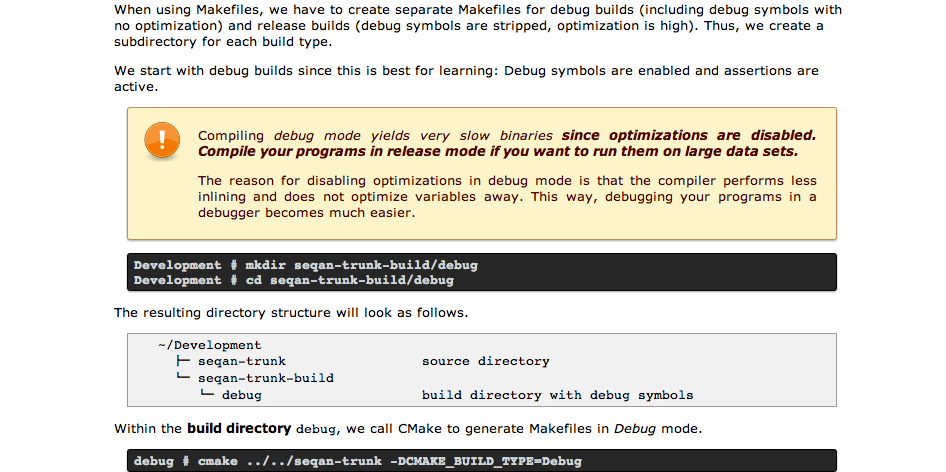 When using Makefiles, we have to create separate Makefiles for debug builds (including debug symbols with
no optimization) and release builds (debug symbols are stripped, optimization is high). Thus, we create a
subdirectory for each build type.
We start with debug builds since this is best for learning: Debug symbols are enabled and assertions are
active.
Compiling debug mode yields very slow binaries since optimizations are disabled.
Compile your programs in release mode if you want to run them on large data sets.
The reason for disabling optimizations in debug mode is that the compiler performs less
inlining and does not optimize variables away. This way, debugging your programs in a
debugger becomes much easier.
Development # mkdir seqan-trunk-build/debug
Development # cd seqan-trunk-build/debug
The resulting directory structure will look as follows.
~/Development
├─ seqan-trunk source directory
└─ seqan-trunk-build
└─ debug build directory with debug symbols
Within the build directory debug, we call CMake to generate Makefiles in Debug mode.
debug # cmake ../../seqan-trunk -DCMAKE_BUILD_TYPE=Debug